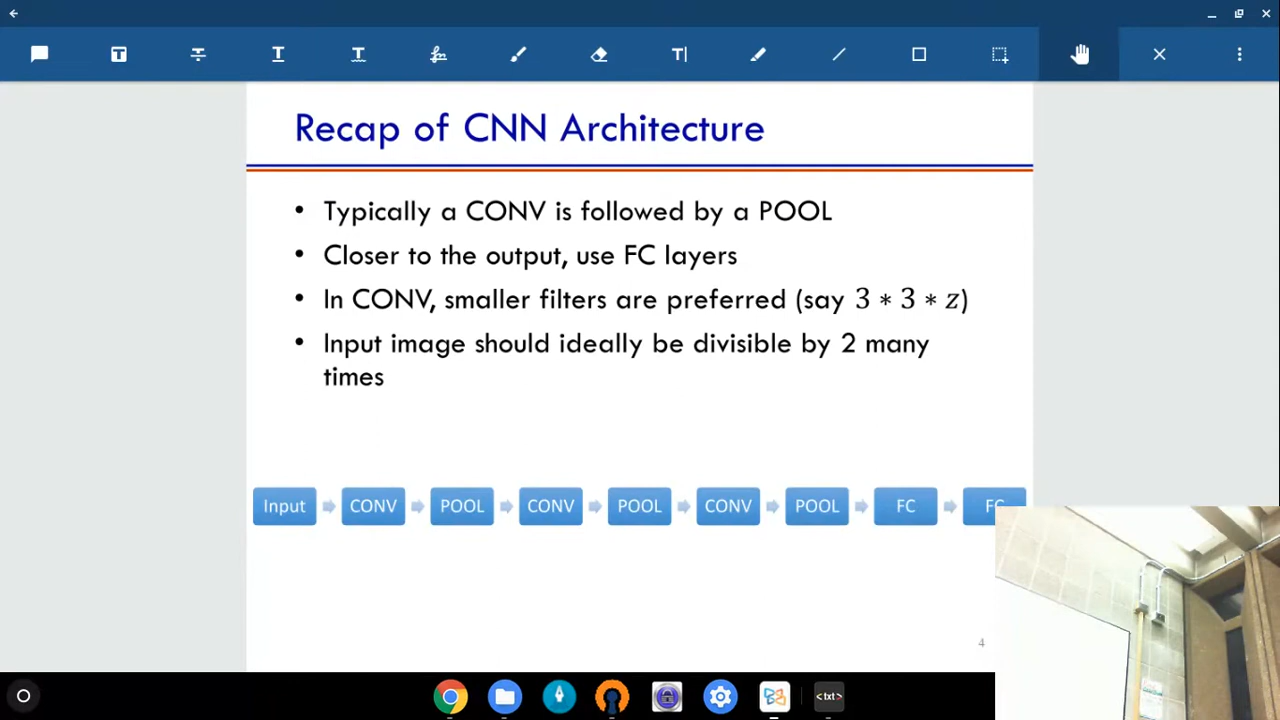 Recap of CNN Architecture
• Typically a CONV is followed by a POOL
• Closer to the output, use FC layers
• In CONV, smaller filters are preferred (say 3 ∗ 3 ∗ z)
• Input image should ideally be divisible by 2 many
times
Input CONV POOL CONV POOL CONV POOL FC FC
4
<txt>